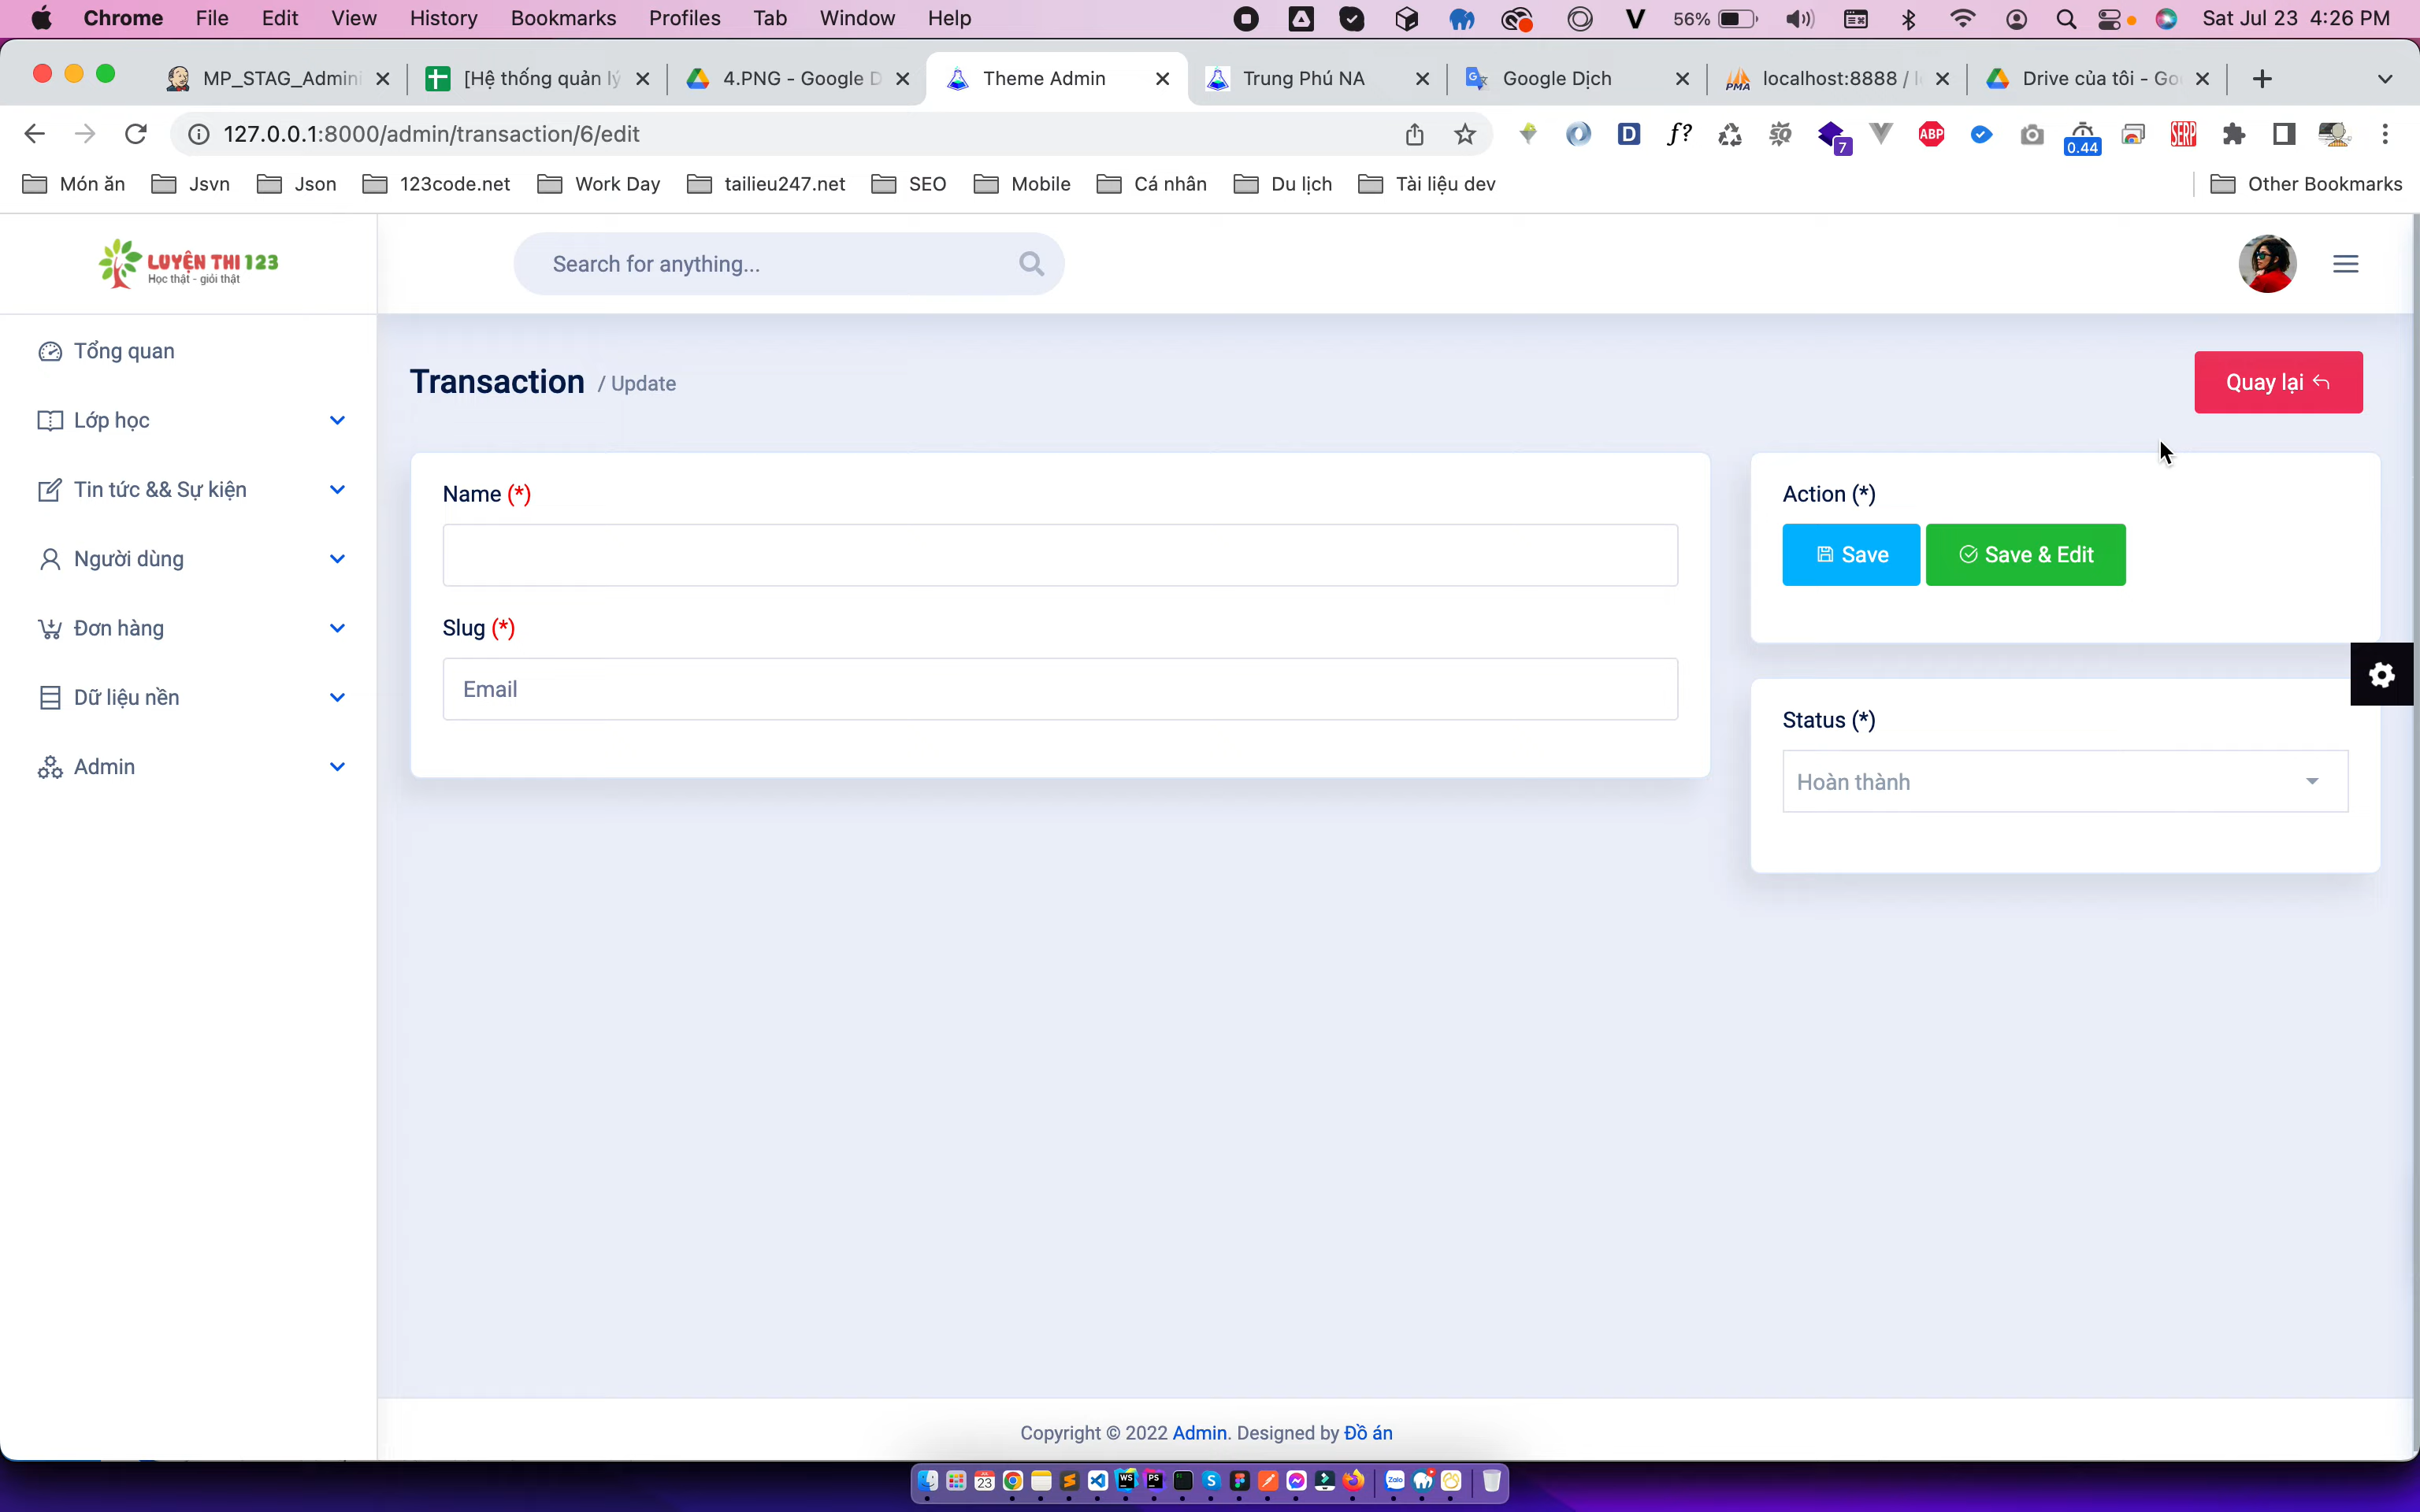 Chrome File Edit View History Bookmarks Profiles Tab Window Help 56% Sat Jul 23 4:26 PM
MP_STAG_Admini [Hệ thống quản lý 4.PNG - Google D Theme Admin Trung Phú NA Google Dịch localhost:8888 / Drive của tôi - Go
127.0.0.1:8000/admin/transaction/6/edit
7 ABP 0.44 SERP
Món ăn Jsvn Json 123code.net Work Day tailieu247.net SEO Mobile Cá nhân Du lịch Tài liệu dev Other Bookmarks
LUYỆN THI 123
Học thật - giỏi thật
Search for anything...
Tổng quan
Lớp học
Tin tức && Sự kiện
Người dùng
Đơn hàng
Dữ liệu nền
Admin
Transaction / Update
Quay lại
Name (*)
Slug (*)
Email
Action (*)
Save Save & Edit
Status (*)
Hoàn thành
Copyright © 2022 Admin. Designed by Đồ án